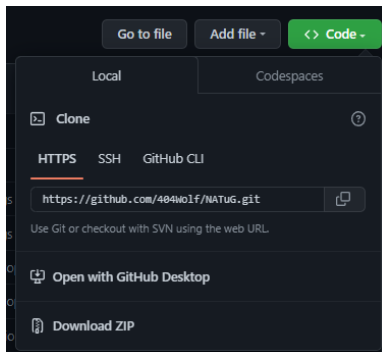 Go to file Add file Code
Local Codespaces
Clone
HTTPS SSH GitHub CLI
https://github.com/404Wolf/NATuG.git
Use Git or checkout with SVN using the web URL.
Open with GitHub Desktop
Download ZIP